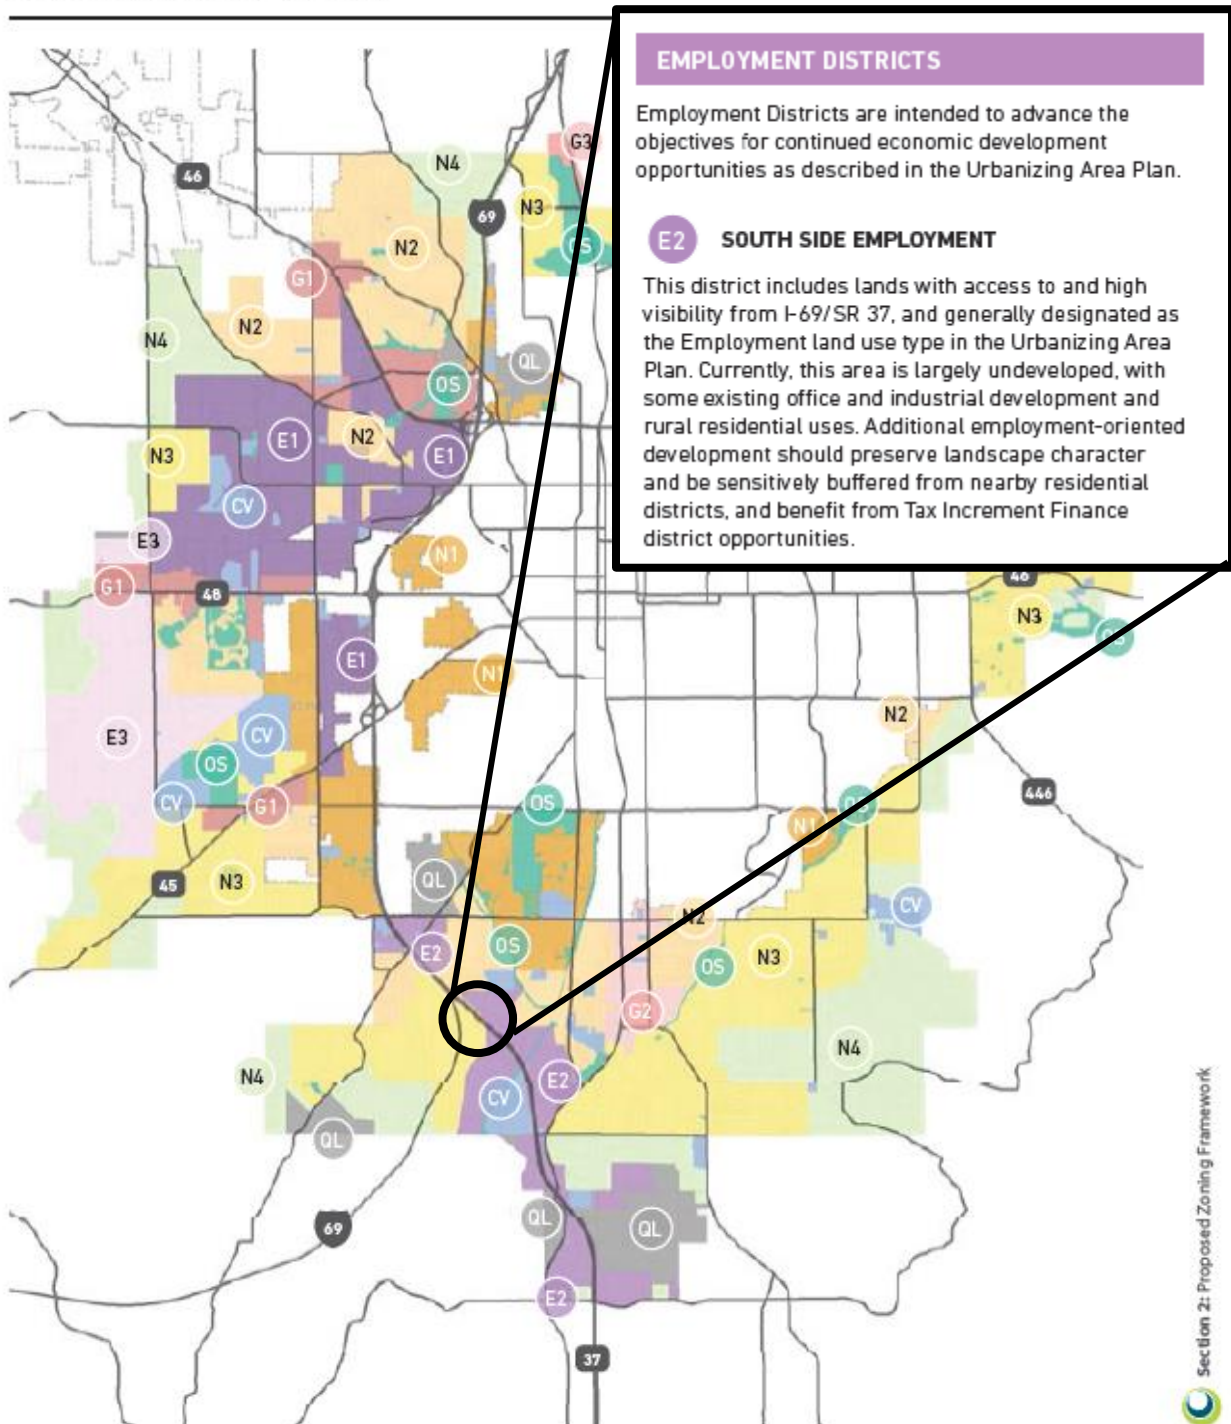 EMPLOYMENT DISTRICTS
Employment Districts are intended to advance the
objectives for continued economic development
opportunities as described in the Urbanizing Area Plan.
E2 SOUTH SIDE EMPLOYMENT
This district includes lands with access to and high
visibility from I-69/SR 37, and generally designated as
the Employment land use type in the Urbanizing Area
Plan. Currently, this area is largely undeveloped, with
some existing office and industrial development and
rural residential uses. Additional employment-oriented
development should preserve landscape character
and be sensitively buffered from nearby residential
districts, and benefit from Tax Increment Finance
district opportunities.
G3
N4
46
N3
69
N2
OS
G1
N2
N4
QL
OS
E1
N2
E1
N3
CV
E3
N1
G1
48
46
N3
OS
E1
N1
N2
E3
CV
OS
CV
G1
OS
OS
446
N1
QL
45
N3
CV
N2
E2
OS
N3
OS
G2
N4
N4
E2
CV
QL
QL
QL
69
E2
37
Section 2: Proposed Zoning Framework